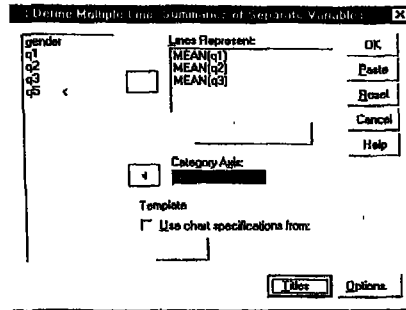 Define Multiple Line: Summaries of Separate Variables
gender
q1
q2
q3
q5
Lines Represent:
MEAN(q1)
MEAN(q2)
MEAN(q3)
OK
Paste
Reset
Cancel
Help
Category Axis:
Template
Use chart specifications from:
Titles
Options